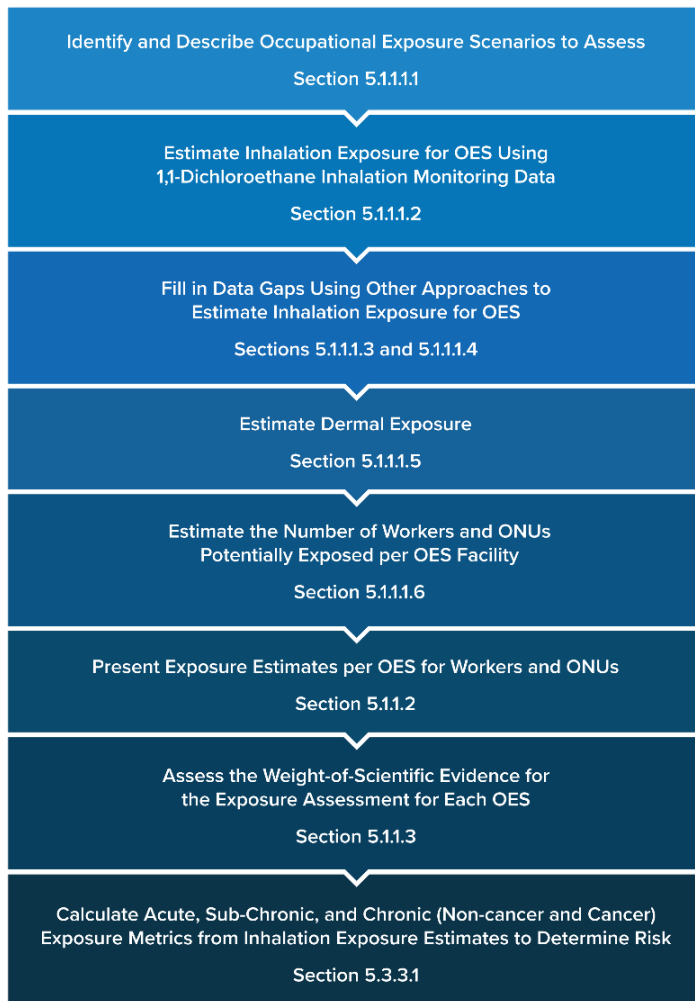 Identify and Describe Occupational Exposure Scenarios to Assess
Section 5.1.1.1.1
Estimate Inhalation Exposure for OES Using
1,1-Dichloroethane Inhalation Monitoring Data
Section 5.1.1.1.2
Fill in Data Gaps Using Other Approaches to
Estimate Inhalation Exposure for OES
Sections 5.1.1.1.3 and 5.1.1.1.4
Estimate Dermal Exposure
Section 5.1.1.1.5
Estimate the Number of Workers and ONUs
Potentially Exposed per OES Facility
Section 5.1.1.1.6
Present Exposure Estimates per OES for Workers and ONUs
Section 5.1.1.2
Assess the Weight-of-Scientific Evidence for
the Exposure Assessment for Each OES
Section 5.1.1.3
Calculate Acute, Sub-Chronic, and Chronic (Non-cancer and Cancer)
Exposure Metrics from Inhalation Exposure Estimates to Determine Risk
Section 5.3.3.1